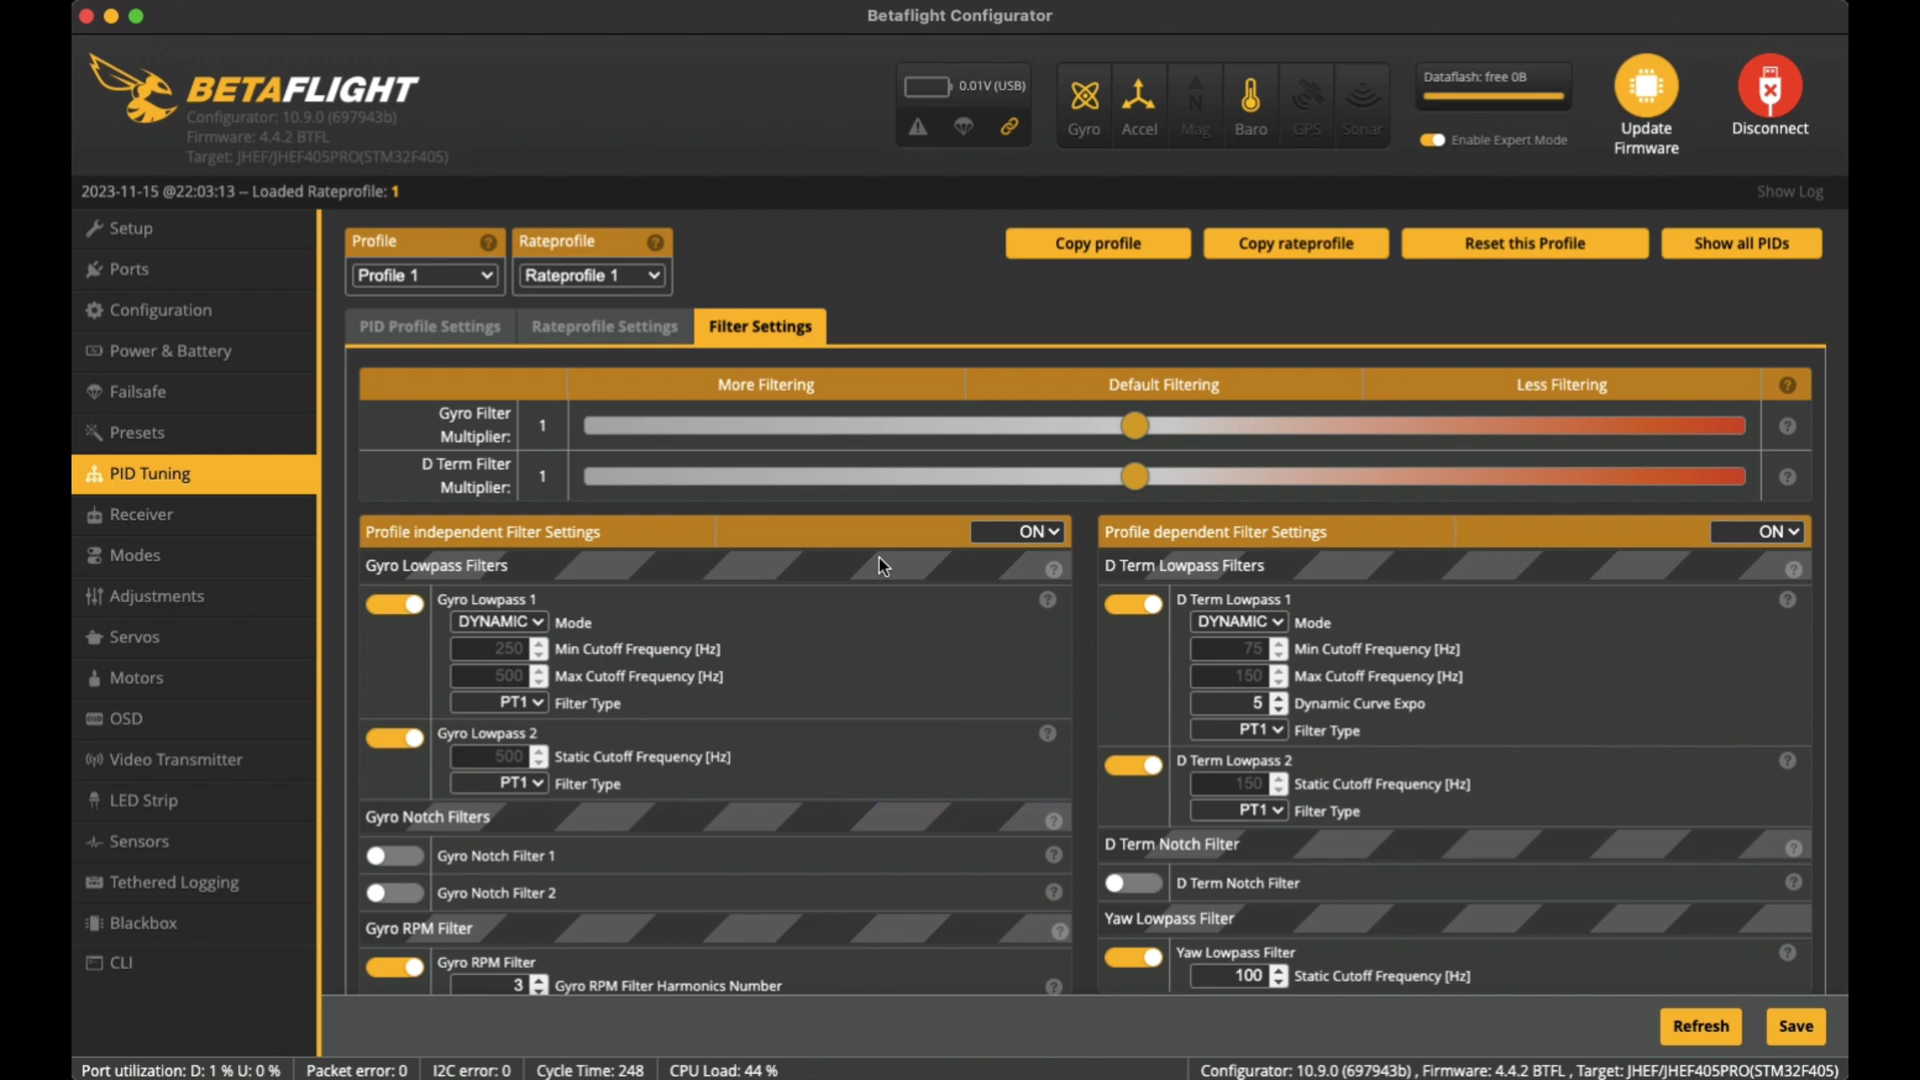 Betaflight Configurator
BETAFLIGHT
Configurator: 10.9.0 (697943b)
Firmware: 4.4.2 BTFL
Target: JHEF/JHEF405PRO(STM32F405)
0.01V (USB)
Gyro
Accel
Mag
Baro
GPS
Sonar
Dataflash: free 0B
Enable Expert Mode
Update
Firmware
Disconnect
2023-11-15 @22:03:13 -- Loaded Rateprofile: 1
Show Log
Setup
Ports
Configuration
Power & Battery
Failsafe
Presets
PID Tuning
Receiver
Modes
Adjustments
Servos
Motors
OSD
Video Transmitter
LED Strip
Sensors
Tethered Logging
Blackbox
CLI
Profile
Profile 1
Rateprofile
Rateprofile 1
Copy profile
Copy rateprofile
Reset this Profile
Show all PIDs
PID Profile Settings
Rateprofile Settings
Filter Settings
More Filtering
Default Filtering
Less Filtering
Gyro Filter
Multiplier:
1
D Term Filter
Multiplier:
1
Profile independent Filter Settings
ON
Gyro Lowpass Filters
Gyro Lowpass 1
DYNAMIC Mode
250 Min Cutoff Frequency [Hz]
500 Max Cutoff Frequency [Hz]
PT1 Filter Type
Gyro Lowpass 2
500 Static Cutoff Frequency [Hz]
PT1 Filter Type
Gyro Notch Filters
Gyro Notch Filter 1
Gyro Notch Filter 2
Gyro RPM Filter
Gyro RPM Filter
3 Gyro RPM Filter Harmonics Number
Profile dependent Filter Settings
ON
D Term Lowpass Filters
D Term Lowpass 1
DYNAMIC Mode
75 Min Cutoff Frequency [Hz]
150 Max Cutoff Frequency [Hz]
5 Dynamic Curve Expo
PT1 Filter Type
D Term Lowpass 2
150 Static Cutoff Frequency [Hz]
PT1 Filter Type
D Term Notch Filter
D Term Notch Filter
Yaw Lowpass Filter
Yaw Lowpass Filter
100 Static Cutoff Frequency [Hz]
Refresh
Save
Port utilization: D: 1 % U: 0 %
Packet error: 0
I2C error: 0
Cycle Time: 248
CPU Load: 44 %
Configurator: 10.9.0 (697943b) , Firmware: 4.4.2 BTFL , Target: JHEF/JHEF405PRO(STM32F405)